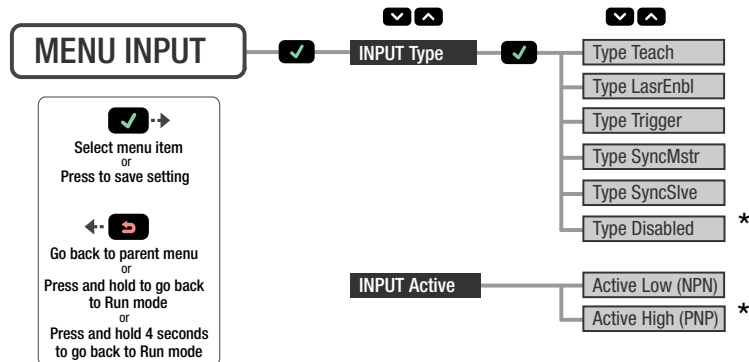 MENU INPUT
INPUT Type
Type Teach
Type LasrEnbl
Type Trigger
Type SyncMstr
Type SyncSlve
Type Disabled *
INPUT Active
Active Low (NPN)
Active High (PNP) *
Select menu item
or
Press to save setting
Go back to parent menu
or
Press and hold to go back
to Run mode
or
Press and hold 4 seconds
to go back to Run mode